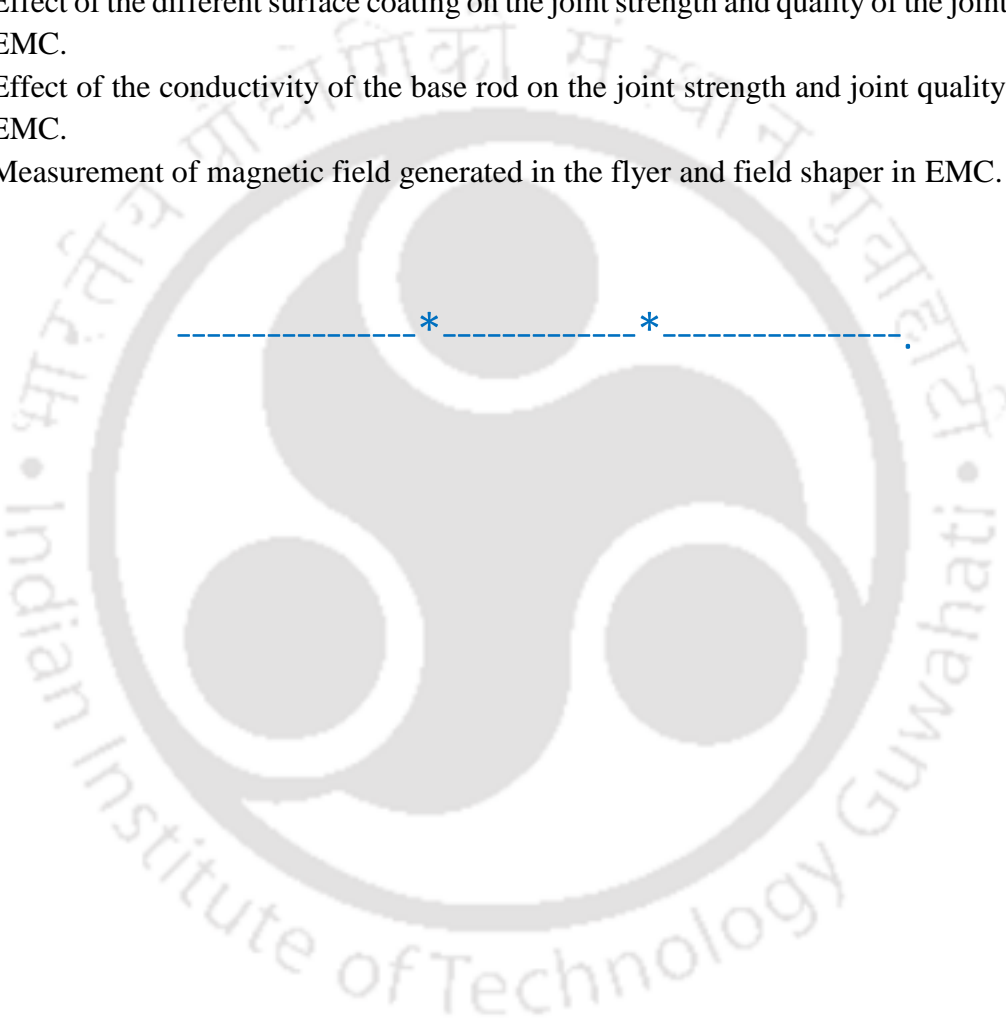 Effect of the different surface coating on the joint strength and quality of the joint
EMC.
Effect of the conductivity of the base rod on the joint strength and joint quality
EMC.
Measurement of magnetic field generated in the flyer and field shaper in EMC.
----------------*-------------*----------------.
भारतीय प्रौद्योगिकी संस्थान गुवाहाटी
Indian Institute of Technology Guwahati